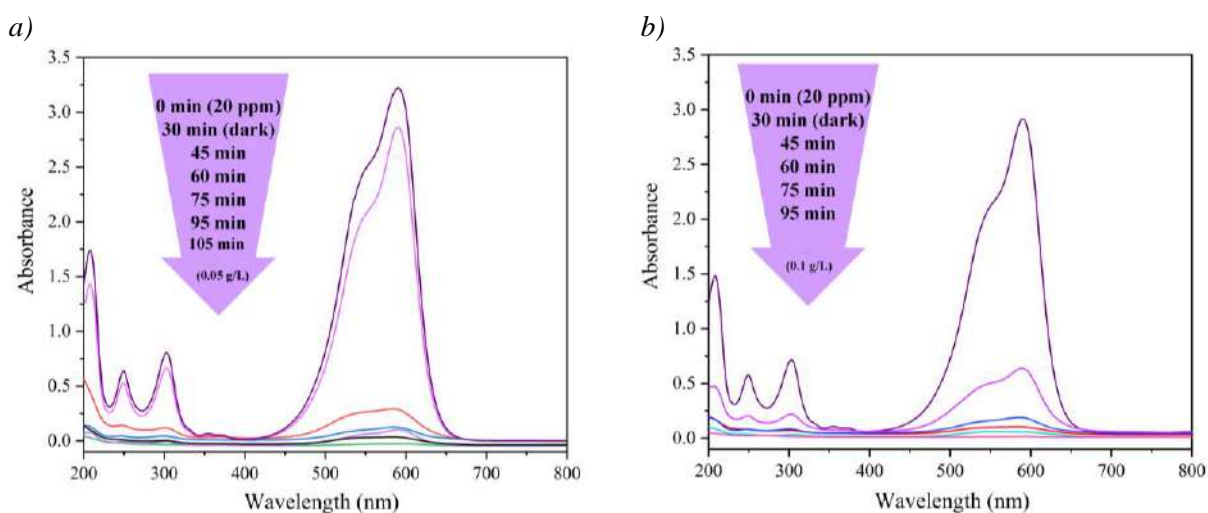 a)
3.5
3.0
2.5
2.0
1.5
1.0
0.5
0.0
Absorbance
0 min (20 ppm)
30 min (dark)
45 min
60 min
75 min
95 min
105 min
(0.05 g/L)
200 300 400 500 600 700 800
Wavelength (nm)
b)
3.5
3.0
2.5
2.0
1.5
1.0
0.5
0.0
Absorbance
0 min (20 ppm)
30 min (dark)
45 min
60 min
75 min
95 min
(0.1 g/L)
200 300 400 500 600 700 800
Wavelength (nm)